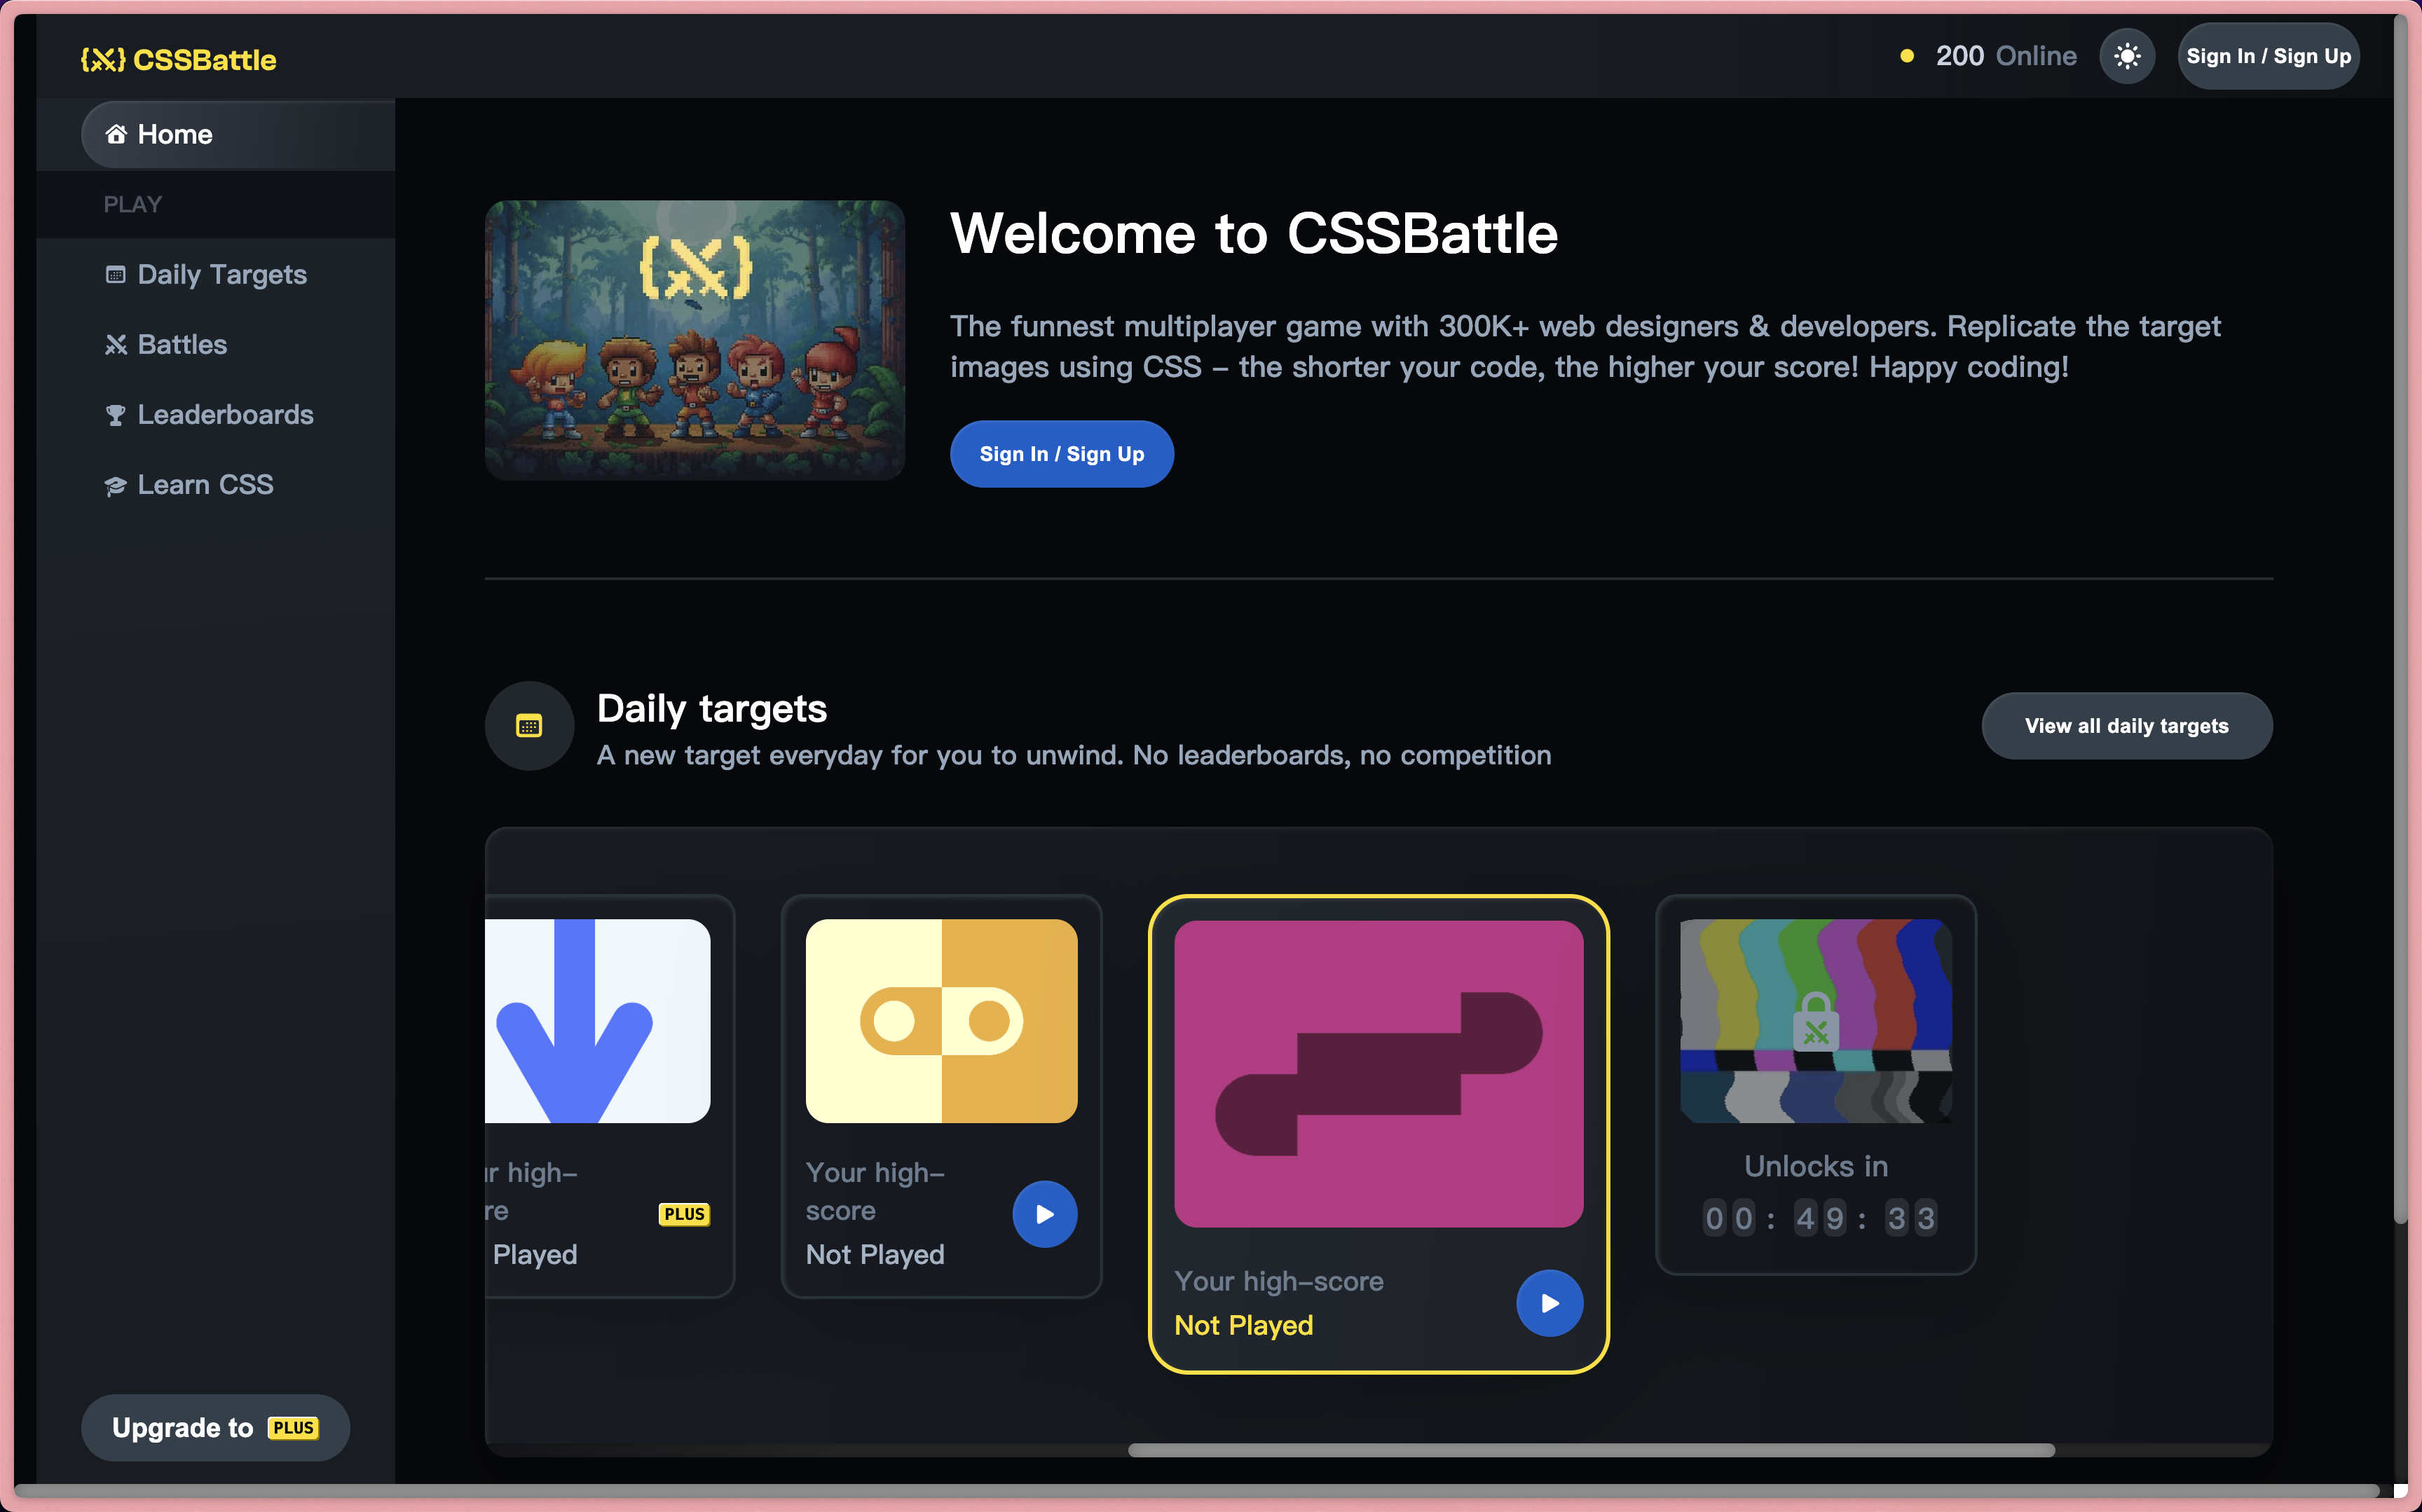 CSSBattle
200 Online
Sign In / Sign Up
Home
PLAY
Daily Targets
Battles
Leaderboards
Learn CSS
Upgrade to PLUS
Welcome to CSSBattle
The funnest multiplayer game with 300K+ web designers & developers. Replicate the target
images using CSS – the shorter your code, the higher your score! Happy coding!
Sign In / Sign Up
Daily targets
A new target everyday for you to unwind. No leaderboards, no competition
View all daily targets
r high-
re
Played
PLUS
Your high-
score
Not Played
Your high-score
Not Played
Unlocks in
00: 49: 33